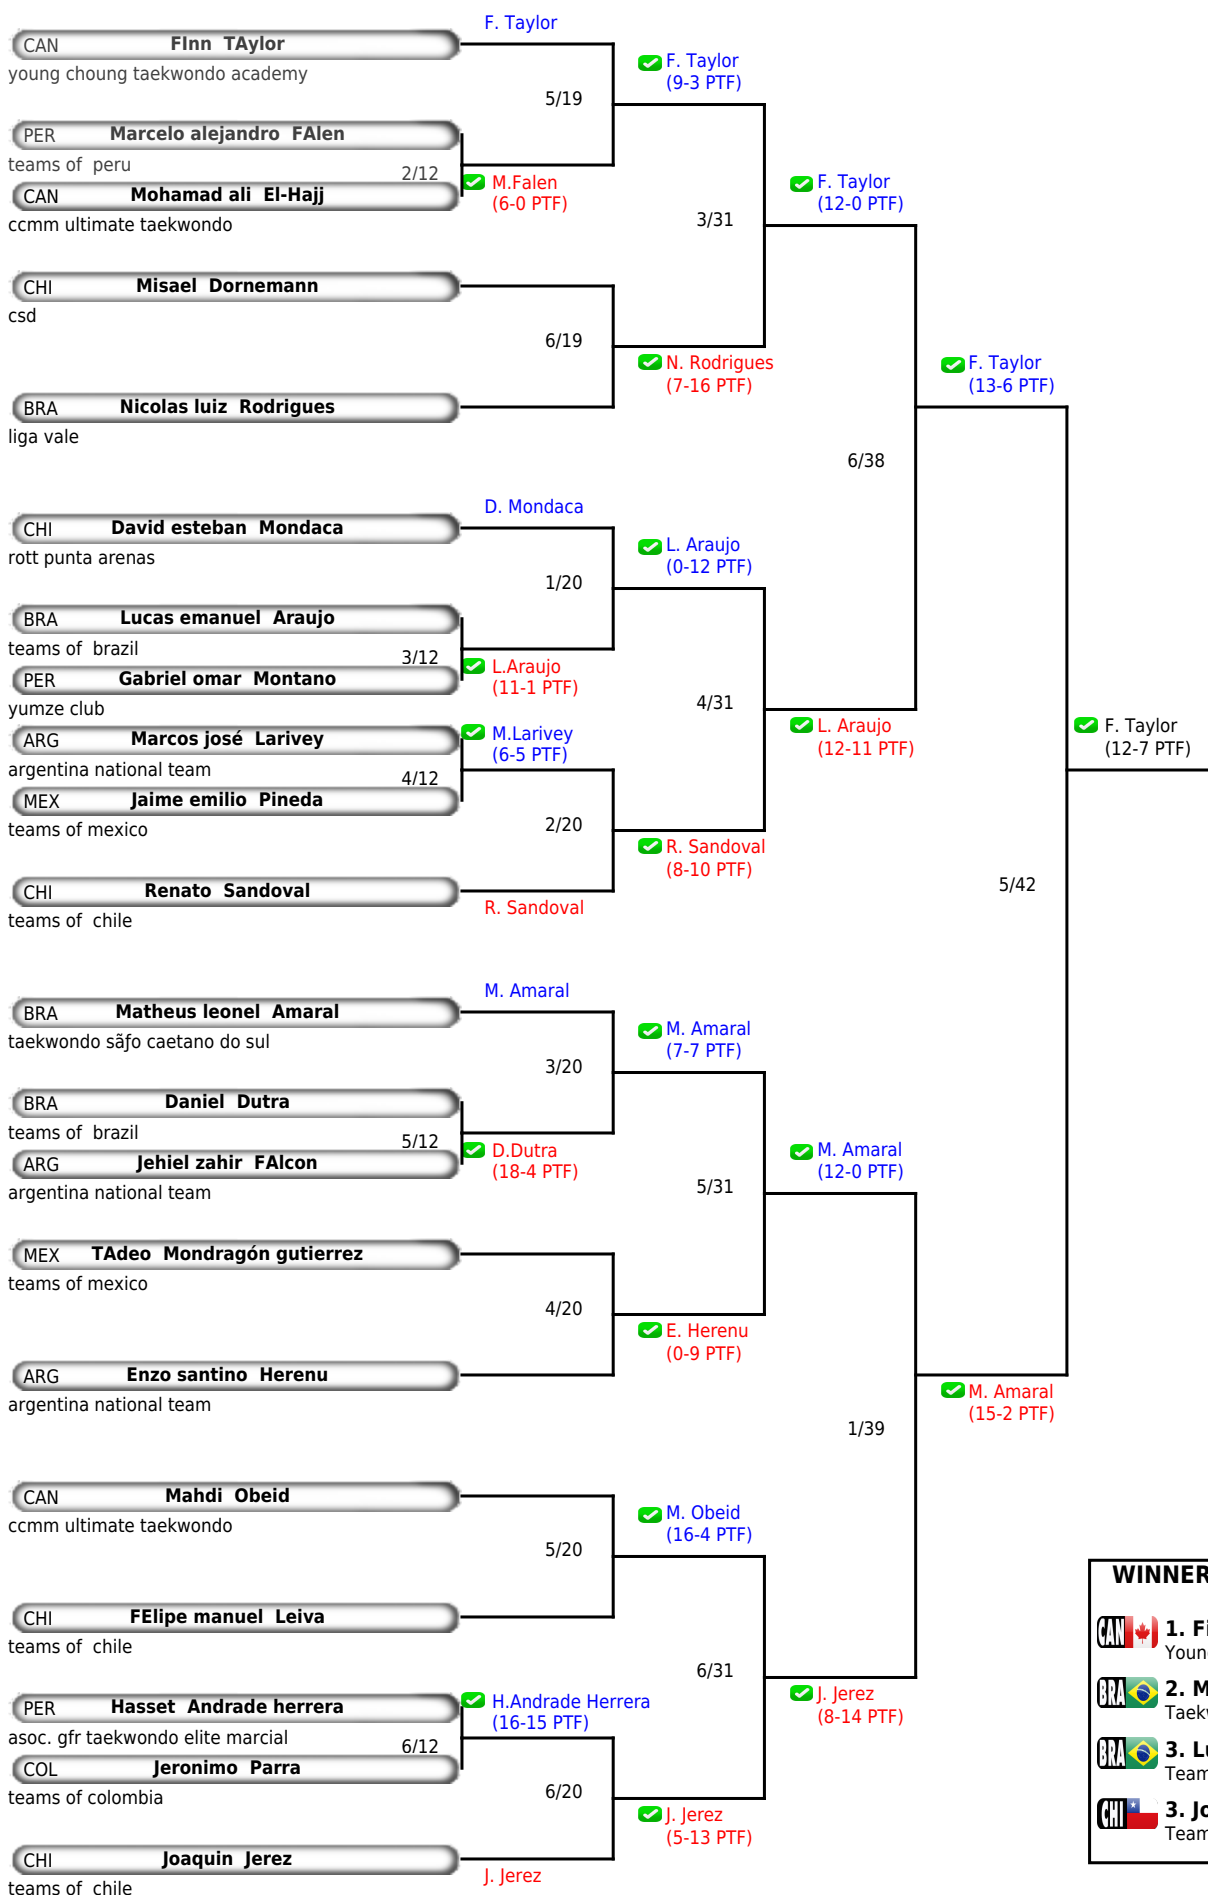 F. Taylor
CAN FInn TAylor
young choung taekwondo academy
F. Taylor
(9-3 PTF)
5/19
PER Marcelo alejandro FAlen
teams of peru
2/12
M.Falen
(6-0 PTF)
CAN Mohamad ali El-Hajj
ccmm ultimate taekwondo
F. Taylor
(12-0 PTF)
3/31
CHI Misael Dornemann
csd
6/19
N. Rodrigues
(7-16 PTF)
F. Taylor
(13-6 PTF)
BRA Nicolas luiz Rodrigues
liga vale
6/38
D. Mondaca
CHI David esteban Mondaca
rott punta arenas
L. Araujo
(0-12 PTF)
1/20
BRA Lucas emanuel Araujo
teams of brazil
3/12
L.Araujo
(11-1 PTF)
PER Gabriel omar Montano
yumze club
4/31
ARG Marcos josé Larivey
argentina national team
M.Larivey
(6-5 PTF)
L. Araujo
(12-11 PTF)
F. Taylor
(12-7 PTF)
4/12
MEX Jaime emilio Pineda
teams of mexico
2/20
R. Sandoval
(8-10 PTF)
CHI Renato Sandoval
teams of chile
R. Sandoval
5/42
M. Amaral
BRA Matheus leonel Amaral
taekwondo sãƒo caetano do sul
M. Amaral
(7-7 PTF)
3/20
BRA Daniel Dutra
teams of brazil
5/12
D.Dutra
(18-4 PTF)
ARG Jehiel zahir FAlcon
argentina national team
M. Amaral
(12-0 PTF)
5/31
MEX TAdeo Mondragón gutierrez
teams of mexico
4/20
E. Herenu
(0-9 PTF)
ARG Enzo santino Herenu
argentina national team
M. Amaral
(15-2 PTF)
1/39
CAN Mahdi Obeid
ccmm ultimate taekwondo
M. Obeid
(16-4 PTF)
5/20
CHI FElipe manuel Leiva
teams of chile
6/31
PER Hasset Andrade herrera
asoc. gfr taekwondo elite marcial
H.Andrade Herrera
(16-15 PTF)
J. Jerez
(8-14 PTF)
6/12
COL Jeronimo Parra
teams of colombia
6/20
J. Jerez
(5-13 PTF)
CHI Joaquin Jerez
teams of chile
J. Jerez
WINNER
CAN 1. Fi
Youn
BRA 2. M
Taekw
BRA 3. Lu
Team
CHI 3. Jo
Team